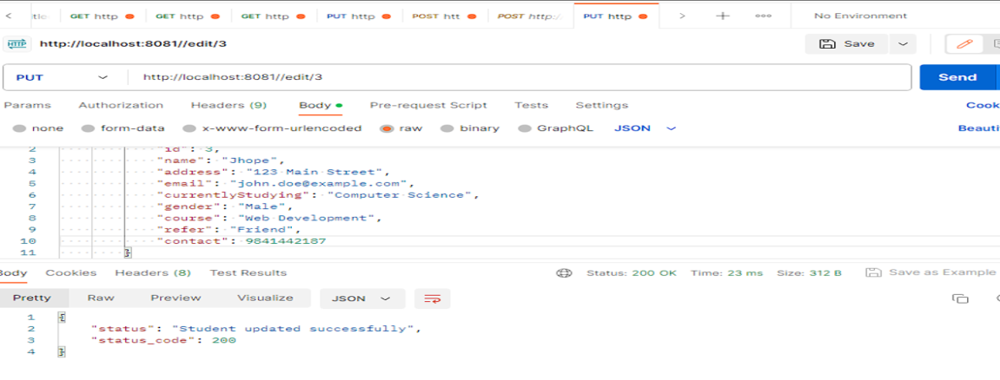 < itle GET http GET http GET http PUT http POST htt POST http:/ PUT http > + ooo No Environment
HTTP http://localhost:8081//edit/3 Save
PUT http://localhost:8081//edit/3 Send
Params Authorization Headers (9) Body Pre-request Script Tests Settings Cook
none form-data x-www-form-urlencoded raw binary GraphQL JSON Beauti
2 "id": 3,
3 "name": "Jhope",
4 "address": "123 Main Street",
5 "email": "john.doe@example.com",
6 "currentlyStudying": "Computer Science",
7 "gender": "Male",
8 "course": "Web Development",
9 "refer": "Friend",
10 "contact": 9841442187
11 }
Body Cookies Headers (8) Test Results Status: 200 OK Time: 23 ms Size: 312 B Save as Example
Pretty Raw Preview Visualize JSON
1 {
2 "status": "Student updated successfully",
3 "status_code": 200
4 }